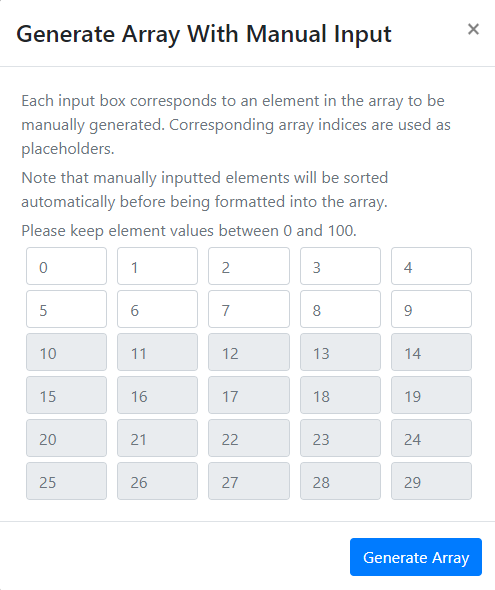 Generate Array With Manual Input ×
Each input box corresponds to an element in the array to be
manually generated. Corresponding array indices are used as
placeholders.
Note that manually inputted elements will be sorted
automatically before being formatted into the array.
Please keep element values between 0 and 100.
0 1 2 3 4
5 6 7 8 9
10 11 12 13 14
15 16 17 18 19
20 21 22 23 24
25 26 27 28 29
Generate Array